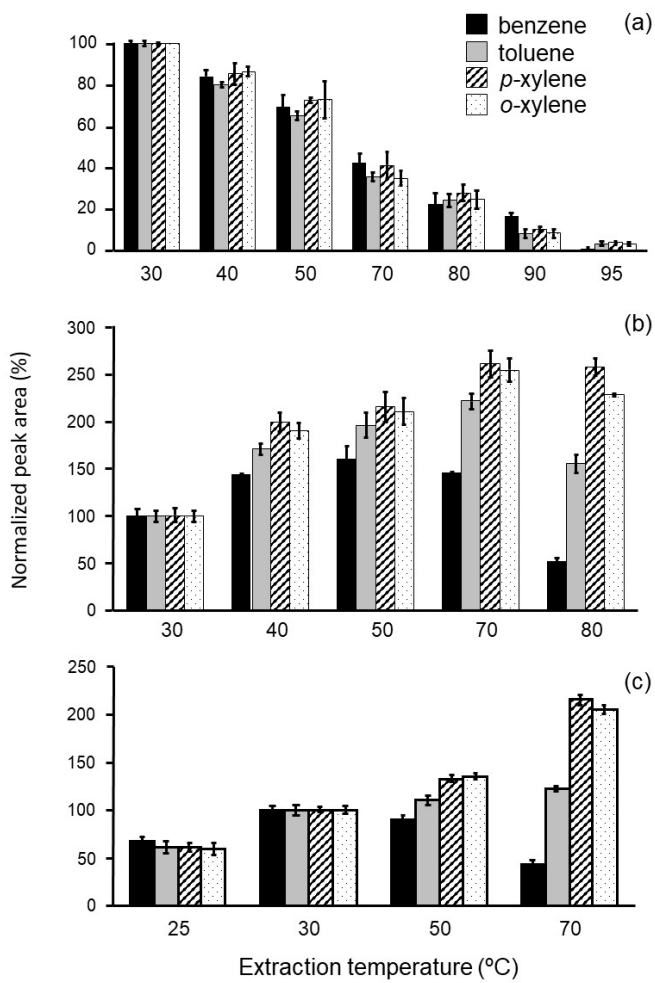 (a)
benzene
toluene
p-xylene
o-xylene
100
80
60
40
20
0
30 40 50 70 80 90 95
(b)
300
250
200
150
100
50
0
30 40 50 70 80
Normalized peak area (%)
(c)
250
200
150
100
50
0
25 30 50 70
Extraction temperature (ºC)